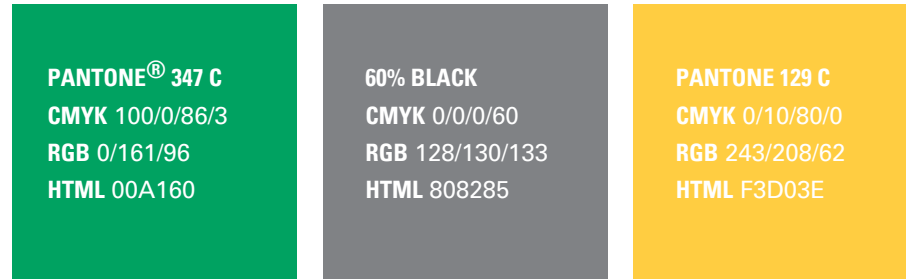 PANTONE® 347 C
CMYK 100/0/86/3
RGB 0/161/96
HTML 00A160
60% BLACK
CMYK 0/0/0/60
RGB 128/130/133
HTML 808285
PANTONE 129 C
CMYK 0/10/80/0
RGB 243/208/62
HTML F3D03E